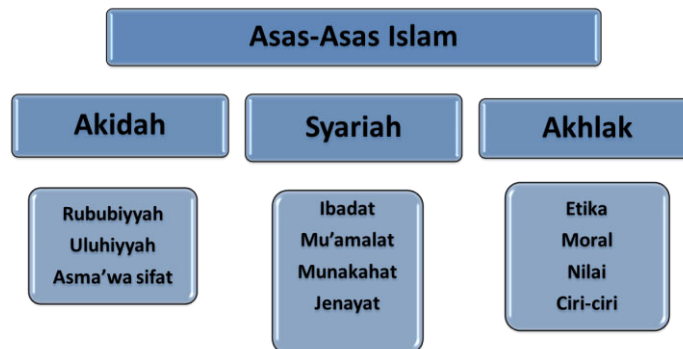 Asas-Asas Islam
Akidah
Syariah
Akhlak
Rububiyyah
Uluhiyyah
Asma'wa sifat
Ibadat
Mu'amalat
Munakahat
Jenayat
Etika
Moral
Nilai
Ciri-ciri